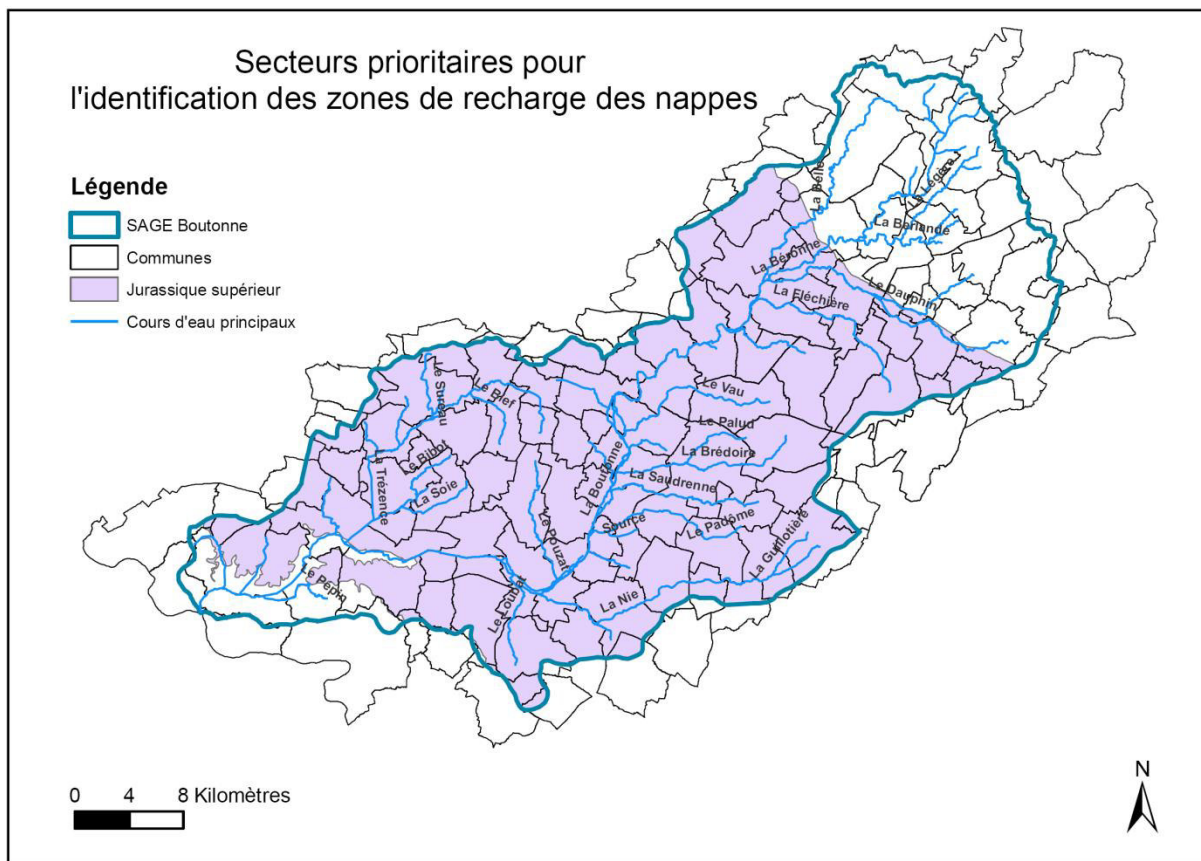 Secteurs prioritaires pour
l'identification des zones de recharge des nappes
Légende
SAGE Boutonne
Communes
Jurassique supérieur
Cours d'eau principaux
La Belle
La Légère
La Berlande
La Béronne
Le Dauphin
La Fléchière
Le Sureau
Le Bief
Le Vau
Le Palud
La Brédoire
La Boutonne
Le Bibot
La Trézence
La Soie
La Saudrenne
Source
Le Padôme
La Guillotière
Le Pouzat
Le Pépin
Le Loubat
La Nie
0 4 8 Kilomètres
N